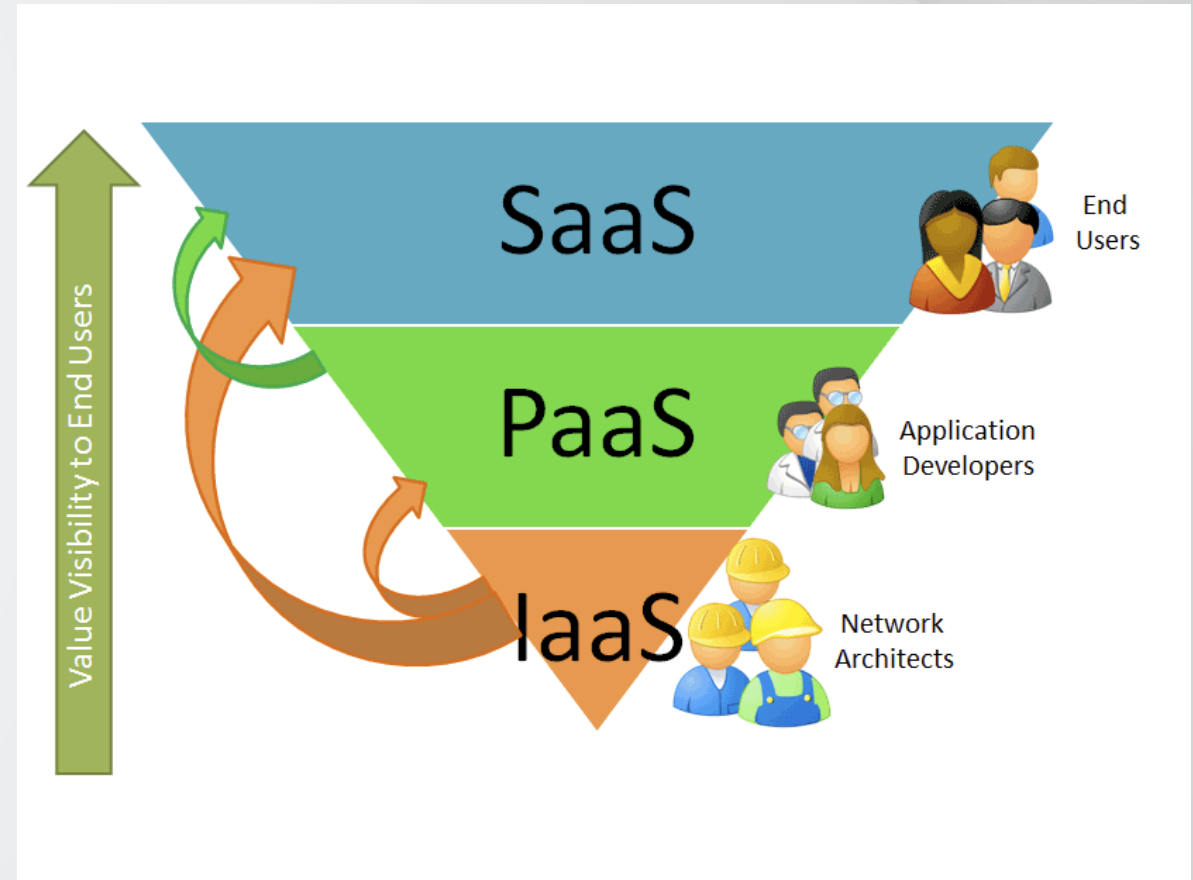 Value Visibility to End Users
SaaS
End
Users
PaaS
Application
Developers
IaaS
Network
Architects